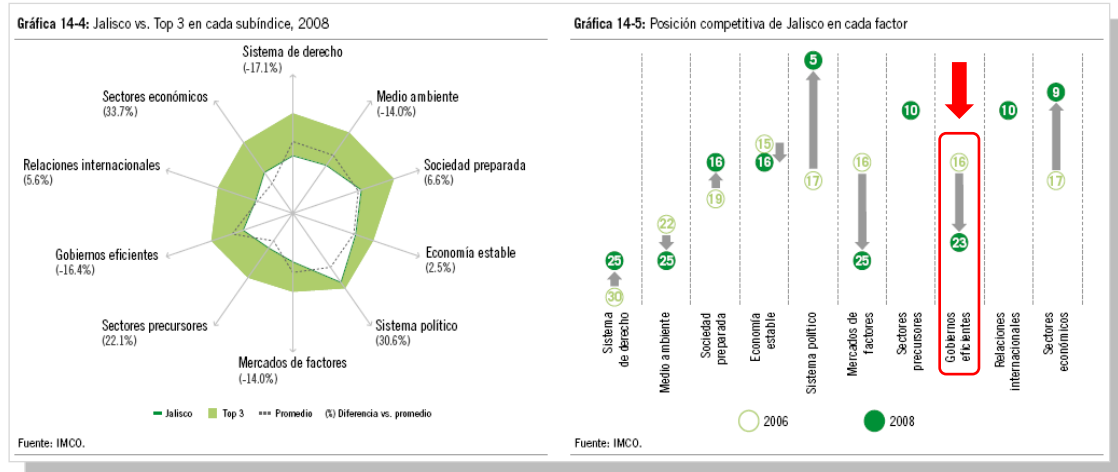 Gráfica 14-4: Jalisco vs. Top 3 en cada subíndice, 2008
Sistema de derecho
(-17.1%)
Medio ambiente
(-14.0%)
Sociedad preparada
(6.6%)
Economía estable
(2.5%)
Sistema político
(30.6%)
Mercados de factores
(-14.0%)
Sectores precursores
(22.1%)
Gobiernos eficientes
(-16.4%)
Relaciones internacionales
(5.6%)
Sectores económicos
(33.7%)
Jalisco Top 3 Promedio (%) Diferencia vs. promedio
Fuente: IMCO.
Gráfica 14-5: Posición competitiva de Jalisco en cada factor
25
30
22
25
16
19
15
16
5
17
16
25
10
16
23
10
9
17
Sistema
de derecho
Medio ambiente
Sociedad
preparada
Economía
estable
Sistema político
Mercados de
factores
Sectores
precursores
Gobiernos
eficientes
Relaciones
internacionales
Sectores
económicos
2006 2008
Fuente: IMCO.